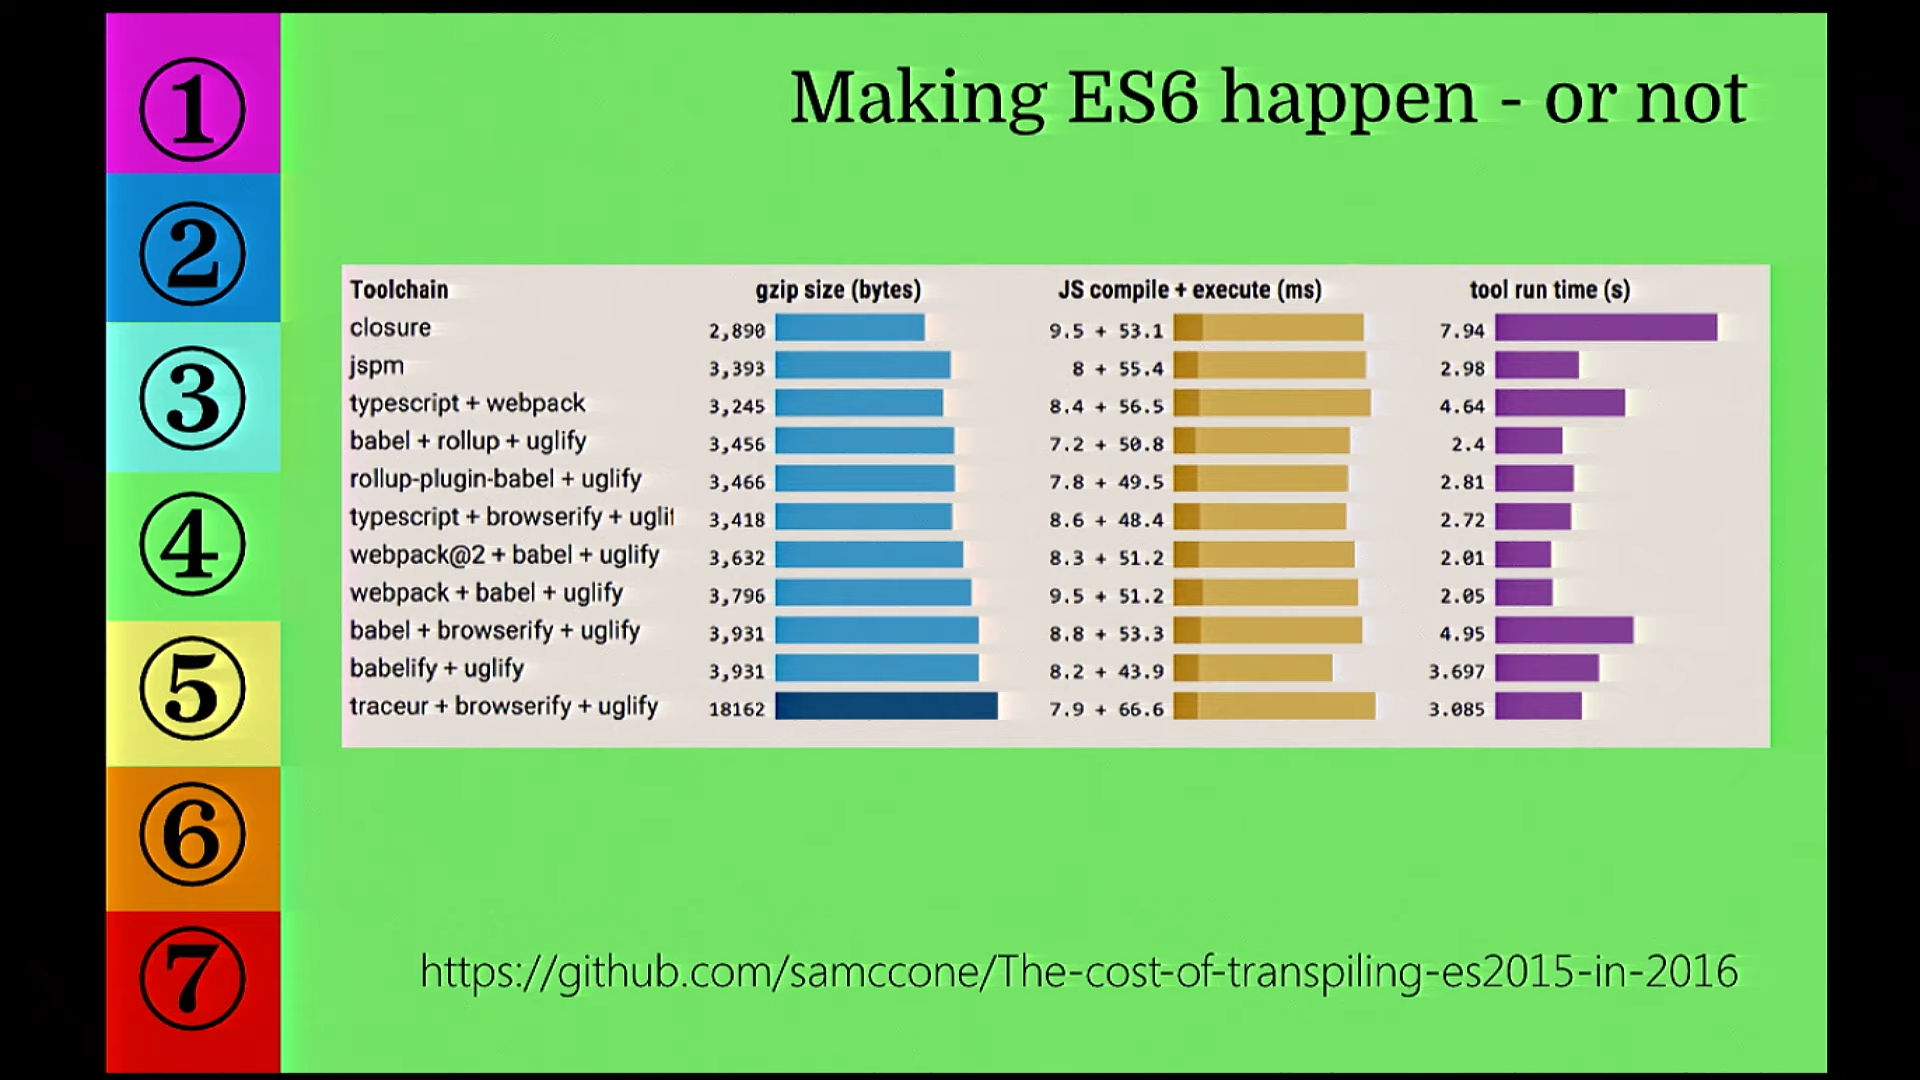 Making ES6 happen - or not
① 
②
③
④
⑤
⑥
⑦
Toolchain gzip size (bytes) JS compile + execute (ms) tool run time (s)
closure 2,890 9.5 + 53.1 7.94
jspm 3,393 8 + 55.4 2.98
typescript + webpack 3,245 8.4 + 56.5 4.64
babel + rollup + uglify 3,456 7.2 + 50.8 2.4
rollup-plugin-babel + uglify 3,466 7.8 + 49.5 2.81
typescript + browserify + uglif 3,418 8.6 + 48.4 2.72
webpack@2 + babel + uglify 3,632 8.3 + 51.2 2.01
webpack + babel + uglify 3,796 9.5 + 51.2 2.05
babel + browserify + uglify 3,931 8.8 + 53.3 4.95
babelify + uglify 3,931 8.2 + 43.9 3.697
traceur + browserify + uglify 18162 7.9 + 66.6 3.085
https://github.com/samccone/The-cost-of-transpiling-es2015-in-2016